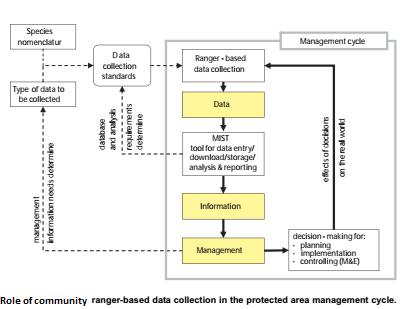 Species
nomenclatur
Data
collection
standards
Type of data to
be collected
Management cycle
Ranger - based
data collection
Data
MIST
tool for data entry/
download/storage/
analysis & reporting
Information
Management
decision - making for:
- planning
- implementation
- controlling (M&E)
effects of decisions
on the real world
database
and analysis
requirements
determine
management
information needs determine
Role of community ranger-based data collection in the protected area management cycle.